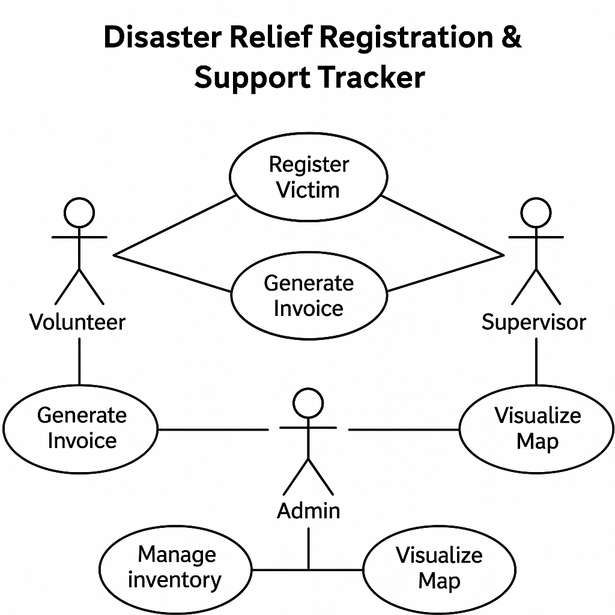 Disaster Relief Registration &
Support Tracker
Register
Victim
Generate
Invoice
Volunteer
Supervisor
Generate
Invoice
Visualize
Map
Admin
Manage
inventory
Visualize
Map